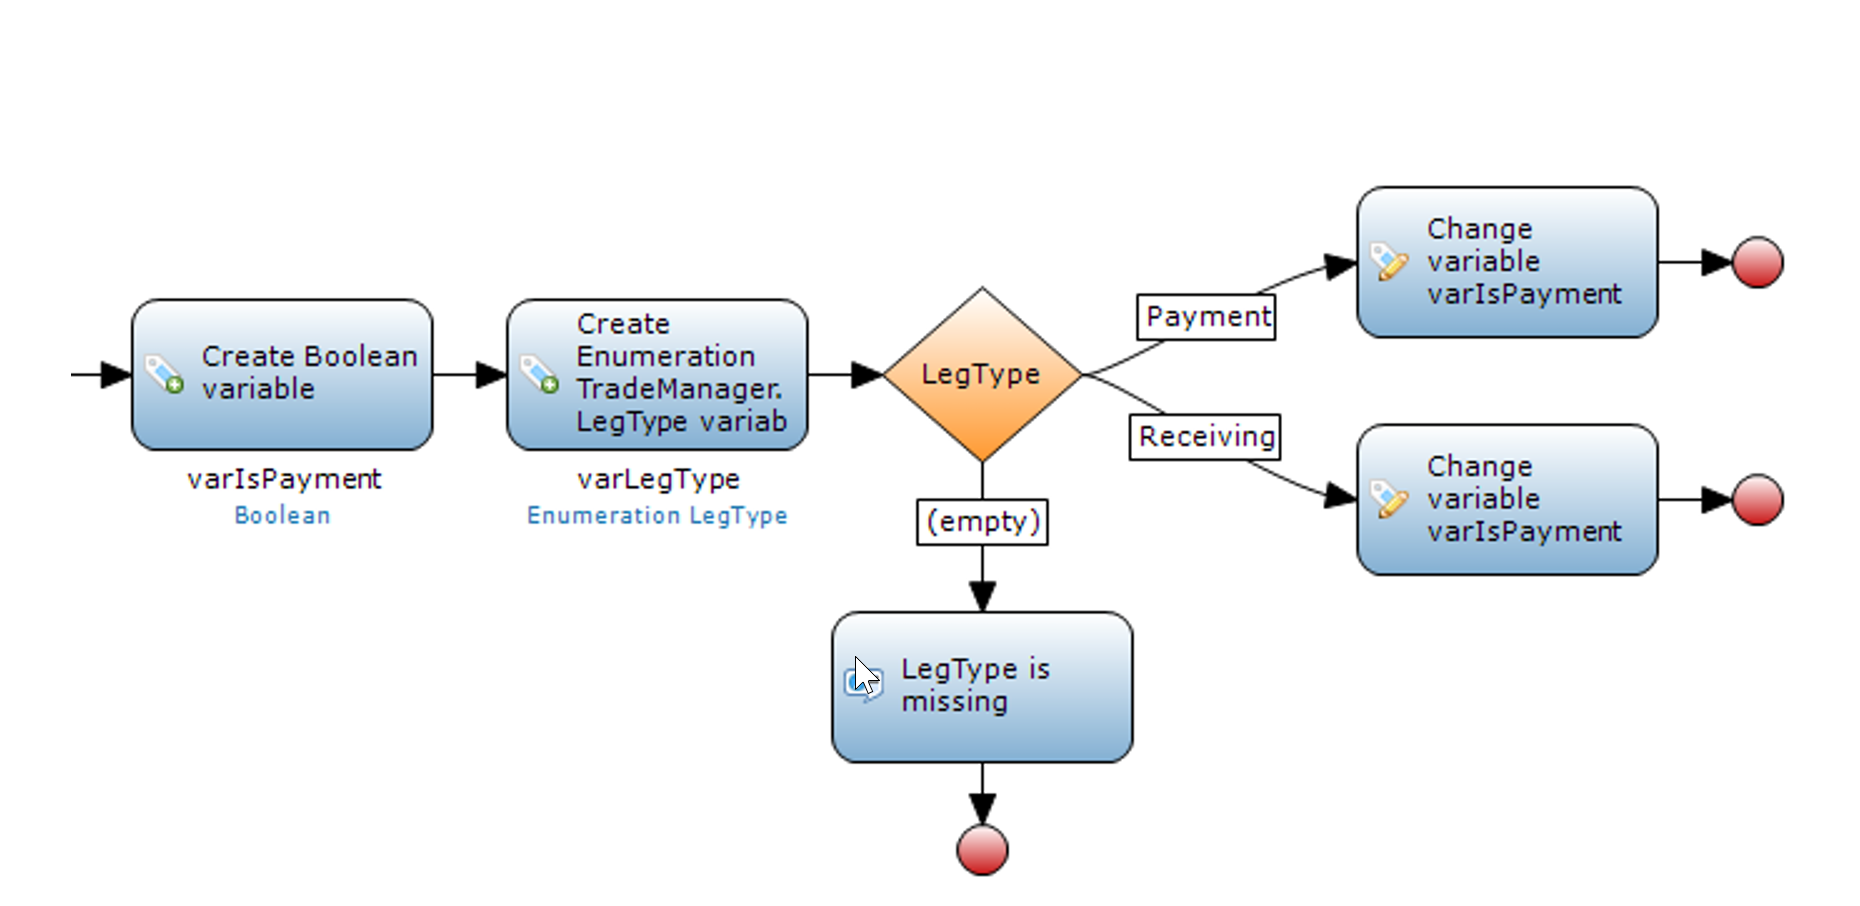 Create Boolean
variable
varIsPayment
Boolean
Create
Enumeration
TradeManager.
LegType variab
varLegType
Enumeration LegType
LegType
Payment
Change
variable
varIsPayment
Receiving
Change
variable
varIsPayment
(empty)
LegType is
missing